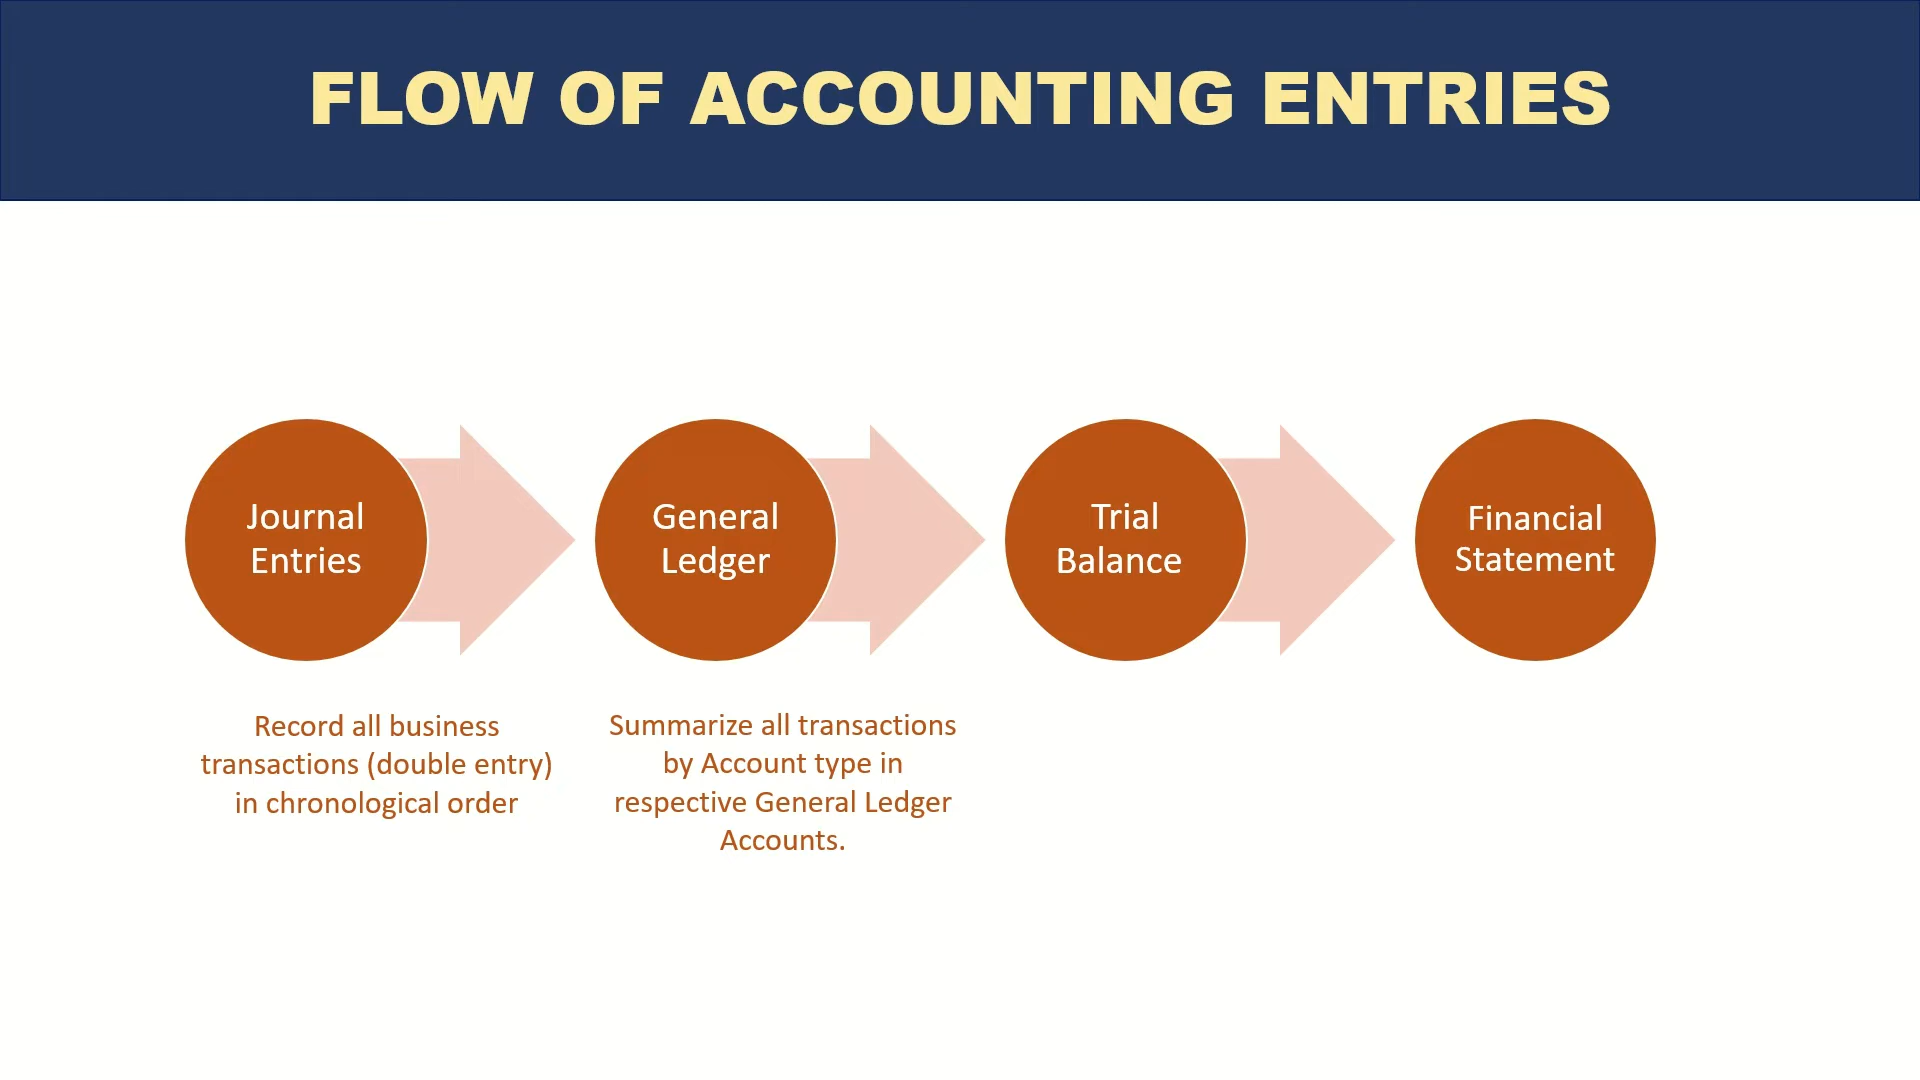 FLOW OF ACCOUNTING ENTRIES
Journal
Entries
General
Ledger
Trial
Balance
Financial
Statement
Record all business
transactions (double entry)
in chronological order
Summarize all transactions
by Account type in
respective General Ledger
Accounts.